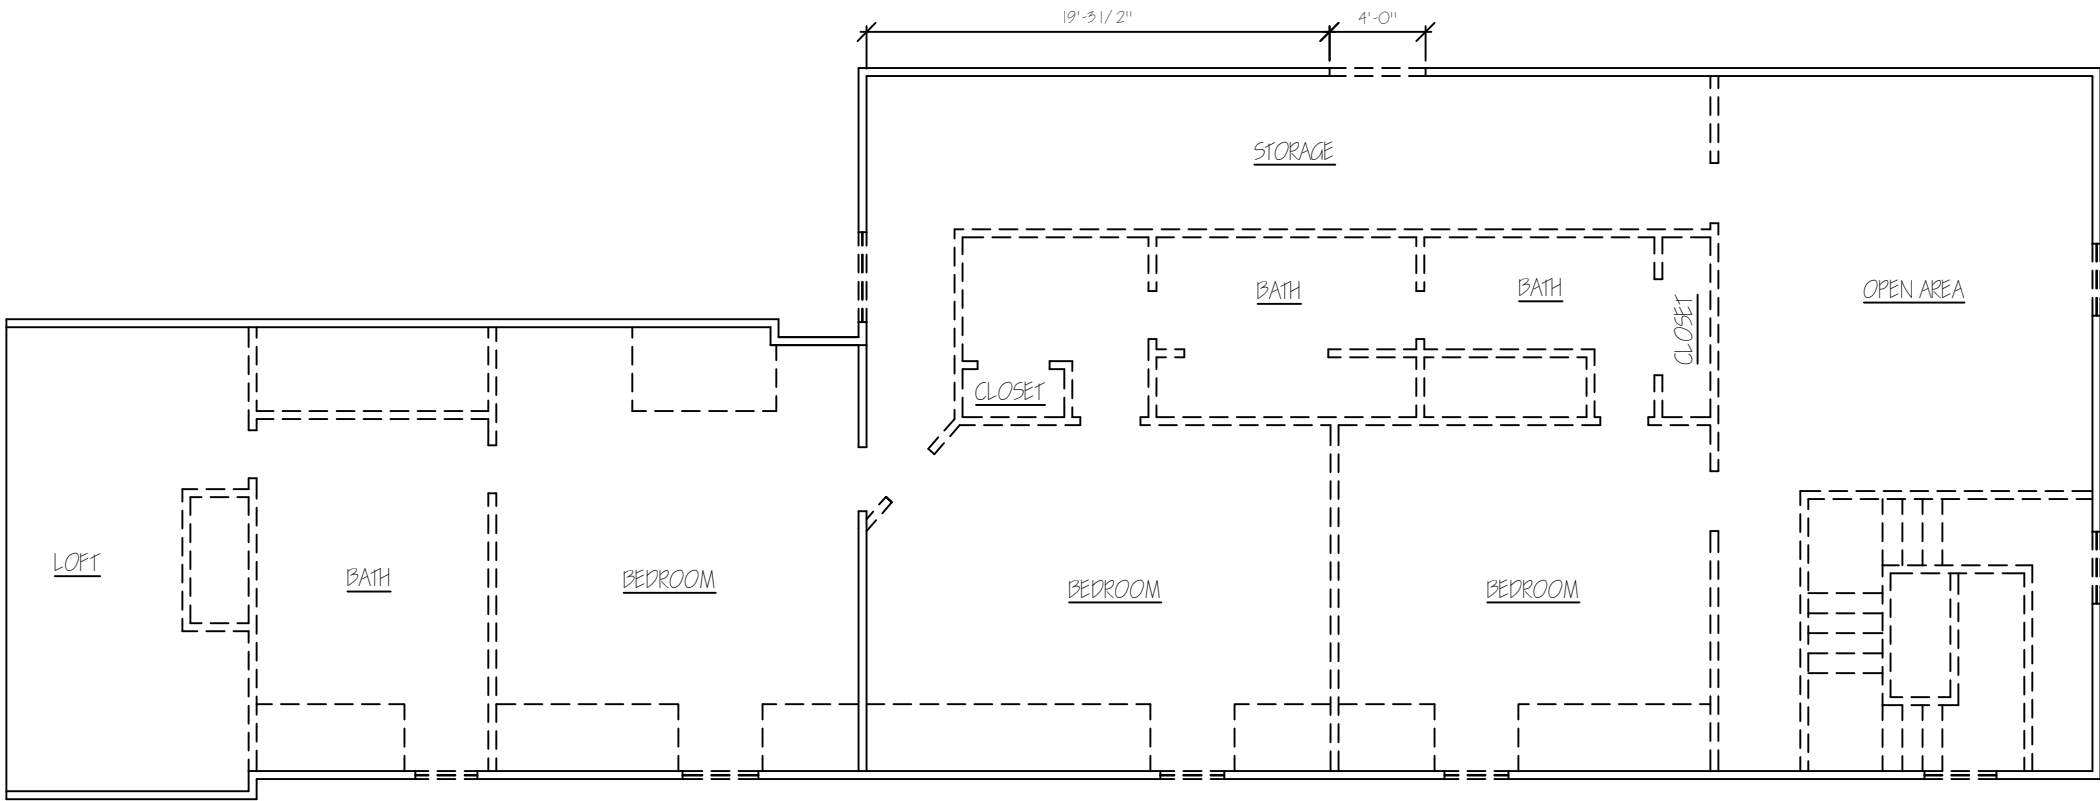 19'-3 1/2" 4'-0"
STORAGE
BATH BATH OPEN AREA
CLOSET
CLOSET
LOFT BATH BEDROOM BEDROOM BEDROOM